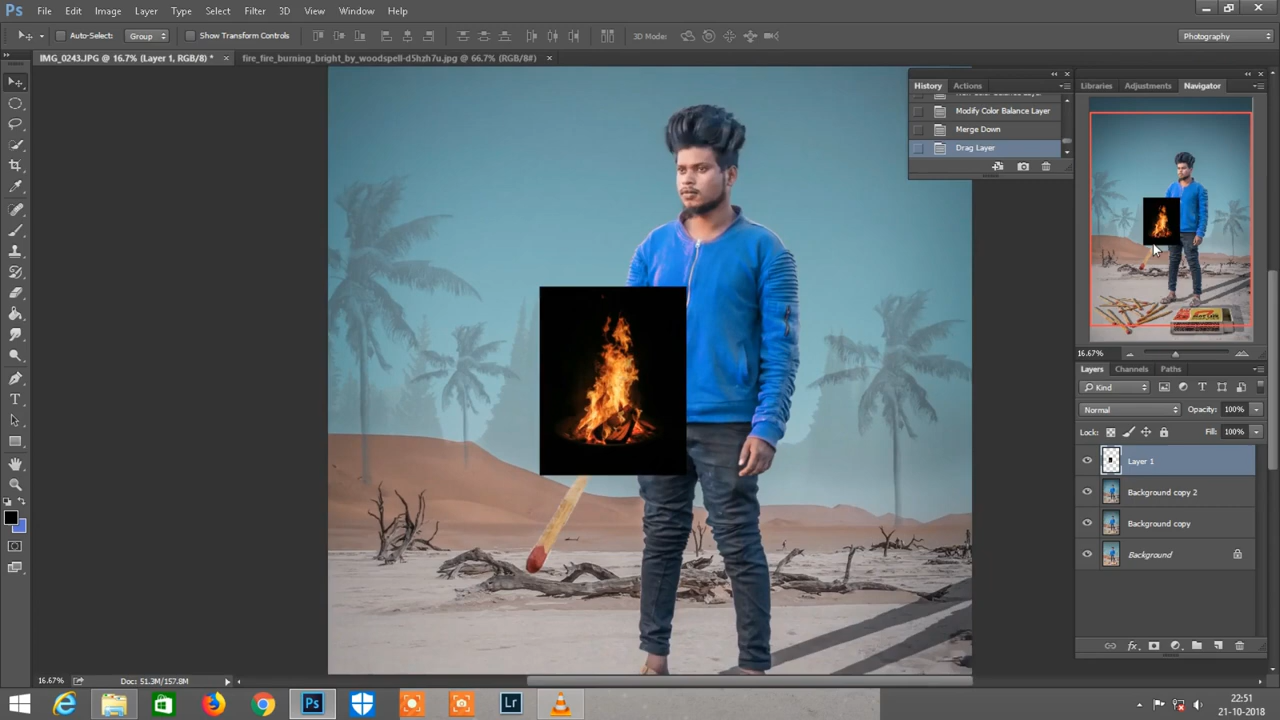 Ps File Edit Image Layer Type Select Filter 3D View Window Help
Auto-Select: Group Show Transform Controls 3D Mode: Photography
IMG_0243.JPG @ 16.7% (Layer 1, RGB/8) * × fire_fire_burning_bright_by_woodspell-d5hzh7u.jpg @ 66.7% (RGB/8#) ×
History Actions
Modify Color Balance Layer
Merge Down
Drag Layer
Libraries Adjustments Navigator
16.67%
Layers Channels Paths
Kind
Normal Opacity: 100%
Lock: Fill: 100%
Layer 1
Background copy 2
Background copy
Background
16.67% Doc: 51.3M/157.8M
Ps Lr
22:51
21-10-2018